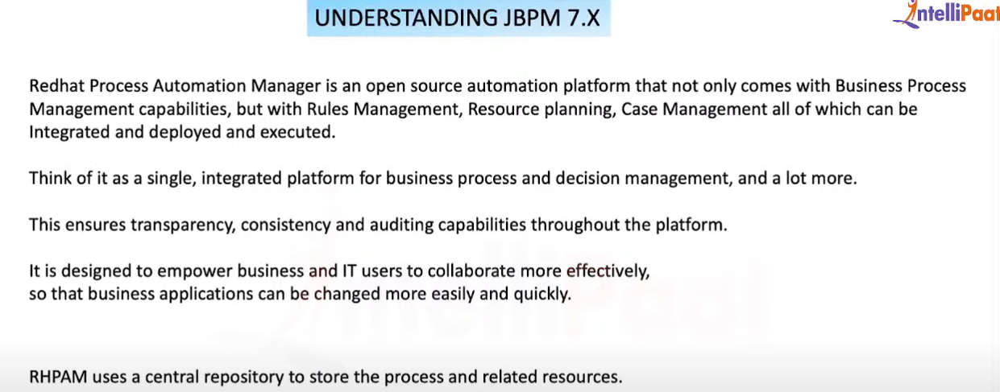 UNDERSTANDING JBPM 7.X
IntelliPaat
Redhat Process Automation Manager is an open source automation platform that not only comes with Business Process
Management capabilities, but with Rules Management, Resource planning, Case Management all of which can be
Integrated and deployed and executed.
Think of it as a single, integrated platform for business process and decision management, and a lot more.
This ensures transparency, consistency and auditing capabilities throughout the platform.
It is designed to empower business and IT users to collaborate more effectively,
so that business applications can be changed more easily and quickly.
IntelliPaat
RHPAM uses a central repository to store the process and related resources.